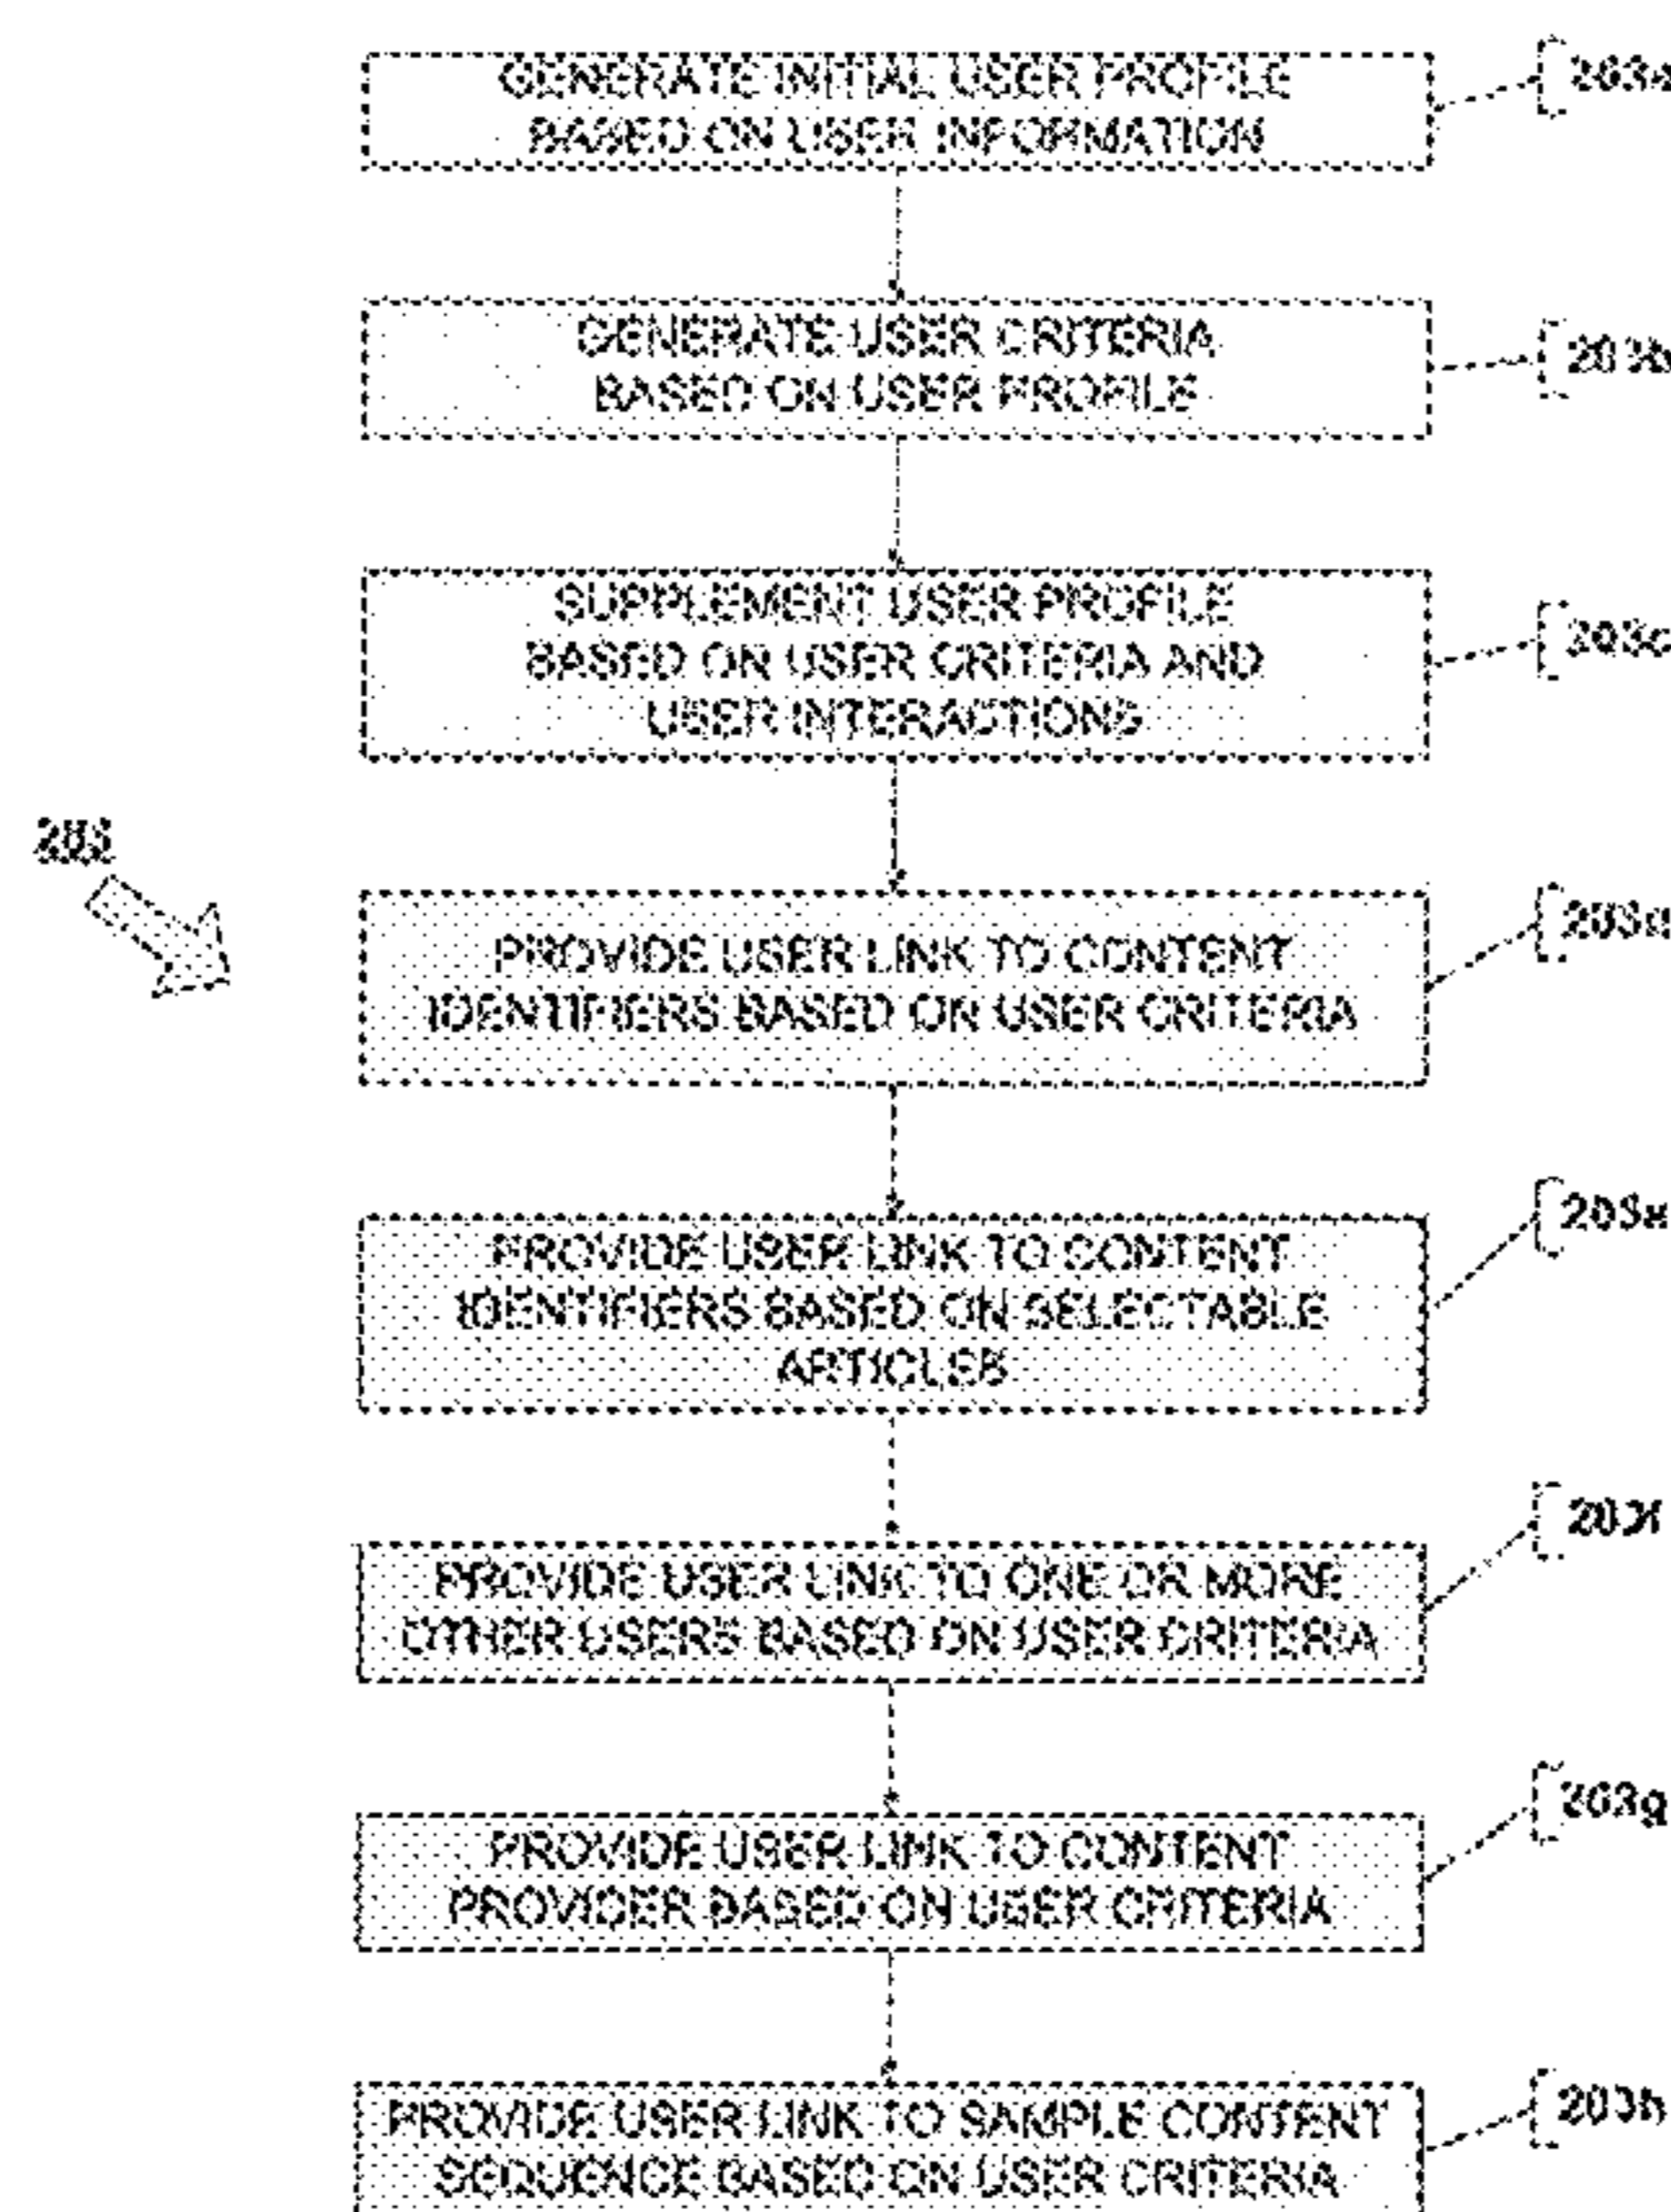 GENERATE INITIAL USER PROFILE
BASED ON USER INFORMATION
203a
GENERATE USER CRITERIA
BASED ON USER PROFILE
203b
SUPPLEMENT USER PROFILE
BASED ON USER CRITERIA AND
USER INTERACTIONS
203c
203
PROVIDE USER LINK TO CONTENT
IDENTIFIERS BASED ON USER CRITERIA
203d
PROVIDE USER LINK TO CONTENT
IDENTIFIERS BASED ON SELECTABLE
ARTICLES
203e
PROVIDE USER LINK TO ONE OR MORE
OTHER USERS BASED ON USER CRITERIA
203f
PROVIDE USER LINK TO CONTENT
PROVIDER BASED ON USER CRITERIA
203g
PROVIDE USER LINK TO SAMPLE CONTENT
SEQUENCE BASED ON USER CRITERIA
203h